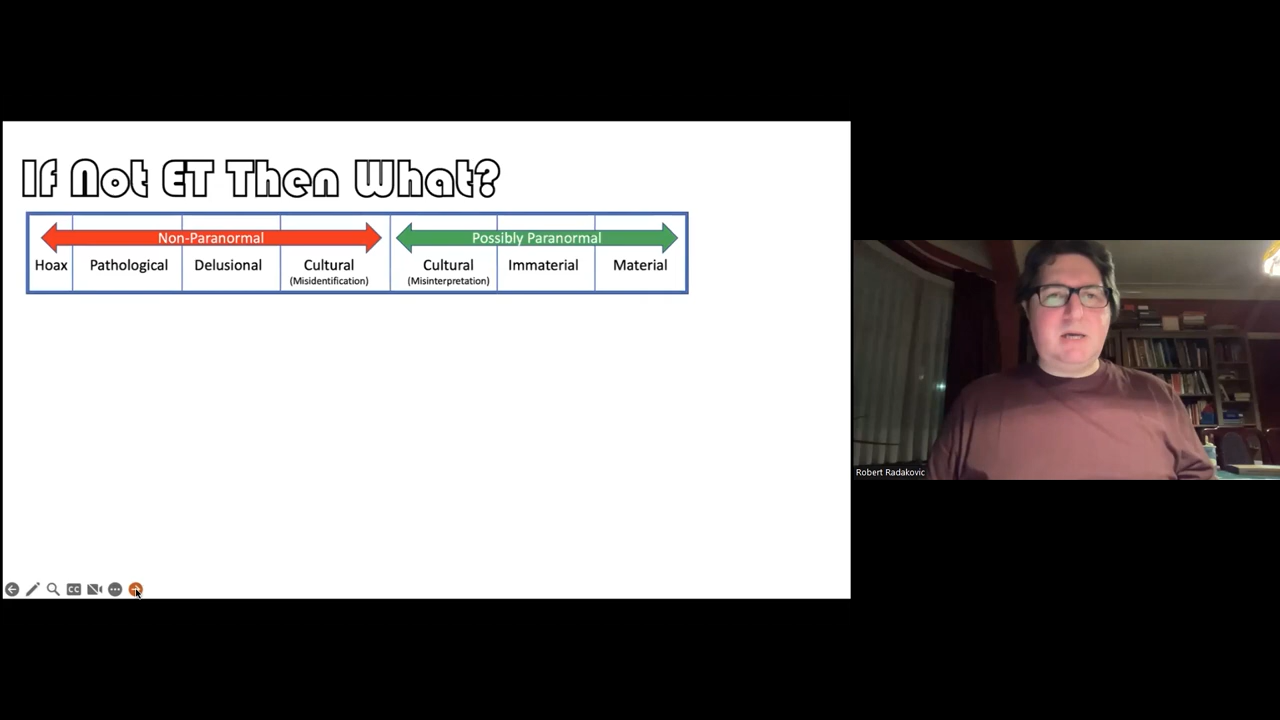 If Not ET Then What?
Non-Paranormal Possibly Paranormal
Hoax Pathological Delusional Cultural Cultural Immaterial Material
(Misidentification) (Misinterpretation)
Robert Radakovic
CC